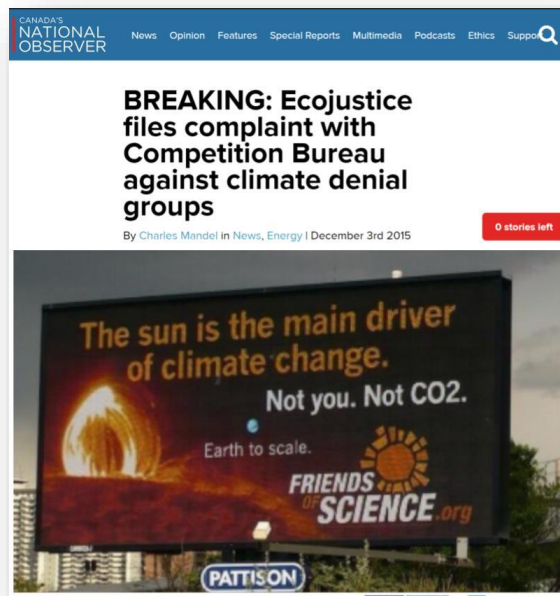 CANADA'S
NATIONAL
OBSERVER
News Opinion Features Special Reports Multimedia Podcasts Ethics
BREAKING: Ecojustice
files complaint with
Competition Bureau
against climate denial
groups
By Charles Mandel in News, Energy | December 3rd 2015
0 stories left
The sun is the main driver
of climate change.
Not you. Not CO2.
Earth to scale.
FRIENDS
OF SCIENCE.org
PATTISON